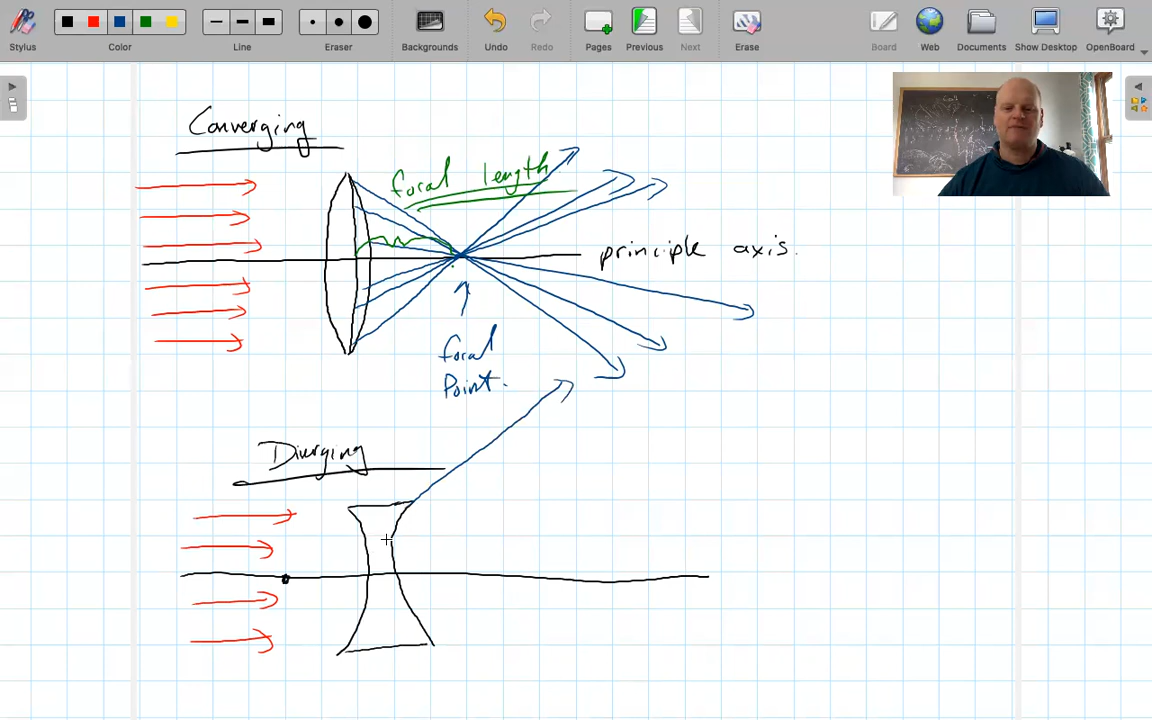 Stylus
Color
Line
Eraser
Backgrounds
Undo
Redo
Pages
Previous
Next
Erase
Board
Web
Documents
Show Desktop
OpenBoard
Converging
focal length
principle axis.
focal
Point.
Diverging